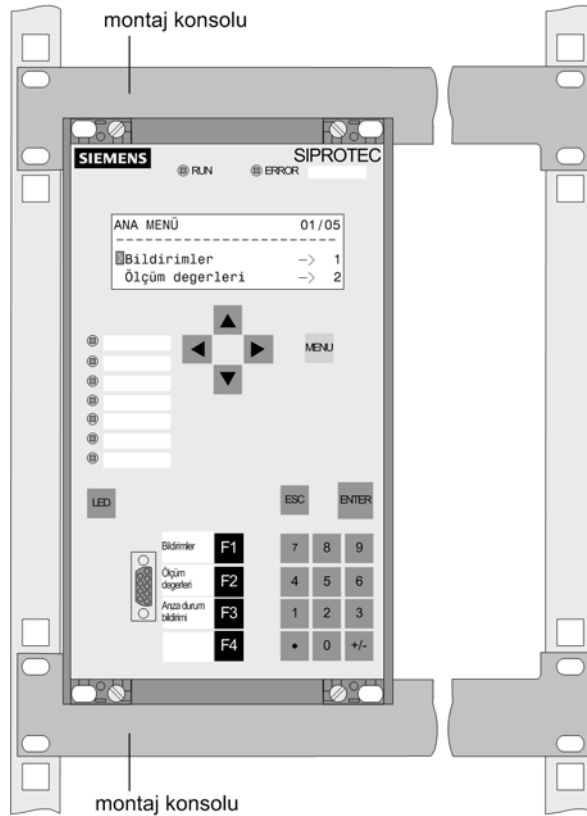 montaj konsolu
SIEMENS
SIPROTEC
RUN
ERROR
ANA MENÜ 01/05
--------------------
Bildirimler –> 1
Ölçüm degerleri –> 2
MENU
LED
ESC
ENTER
Bildirimler F1
7 8 9
Ölçüm
degerleri F2
4 5 6
Arıza durum
bildirimi F3
1 2 3
F4
• 0 +/-
montaj konsolu